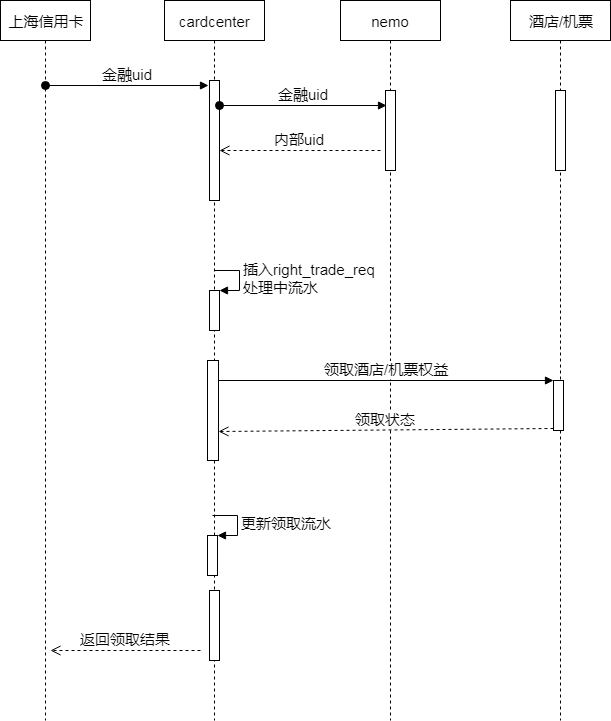 上海信用卡
cardcenter
nemo
酒店/机票
金融uid
金融uid
内部uid
插入right_trade_req
处理中流水
领取酒店/机票权益
领取状态
更新领取流水
返回领取结果